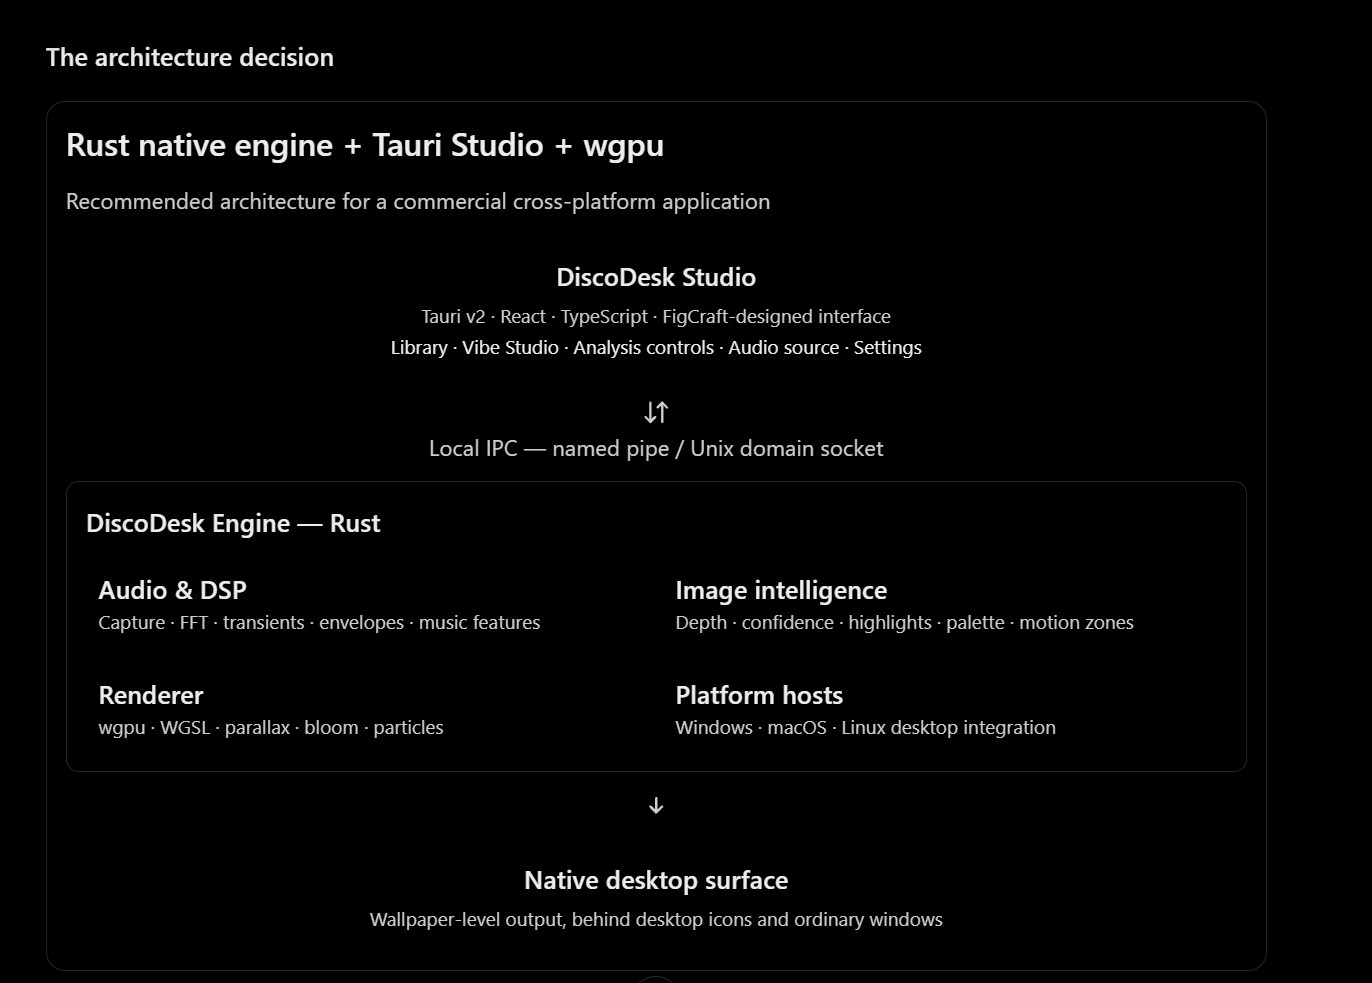 The architecture decision
Rust native engine + Tauri Studio + wgpu
Recommended architecture for a commercial cross-platform application
DiscoDesk Studio
Tauri v2 · React · TypeScript · FigCraft-designed interface
Library · Vibe Studio · Analysis controls · Audio source · Settings
↓↑
Local IPC — named pipe / Unix domain socket
DiscoDesk Engine — Rust
Audio & DSP
Capture · FFT · transients · envelopes · music features
Image intelligence
Depth · confidence · highlights · palette · motion zones
Renderer
wgpu · WGSL · parallax · bloom · particles
Platform hosts
Windows · macOS · Linux desktop integration
↓
Native desktop surface
Wallpaper-level output, behind desktop icons and ordinary windows